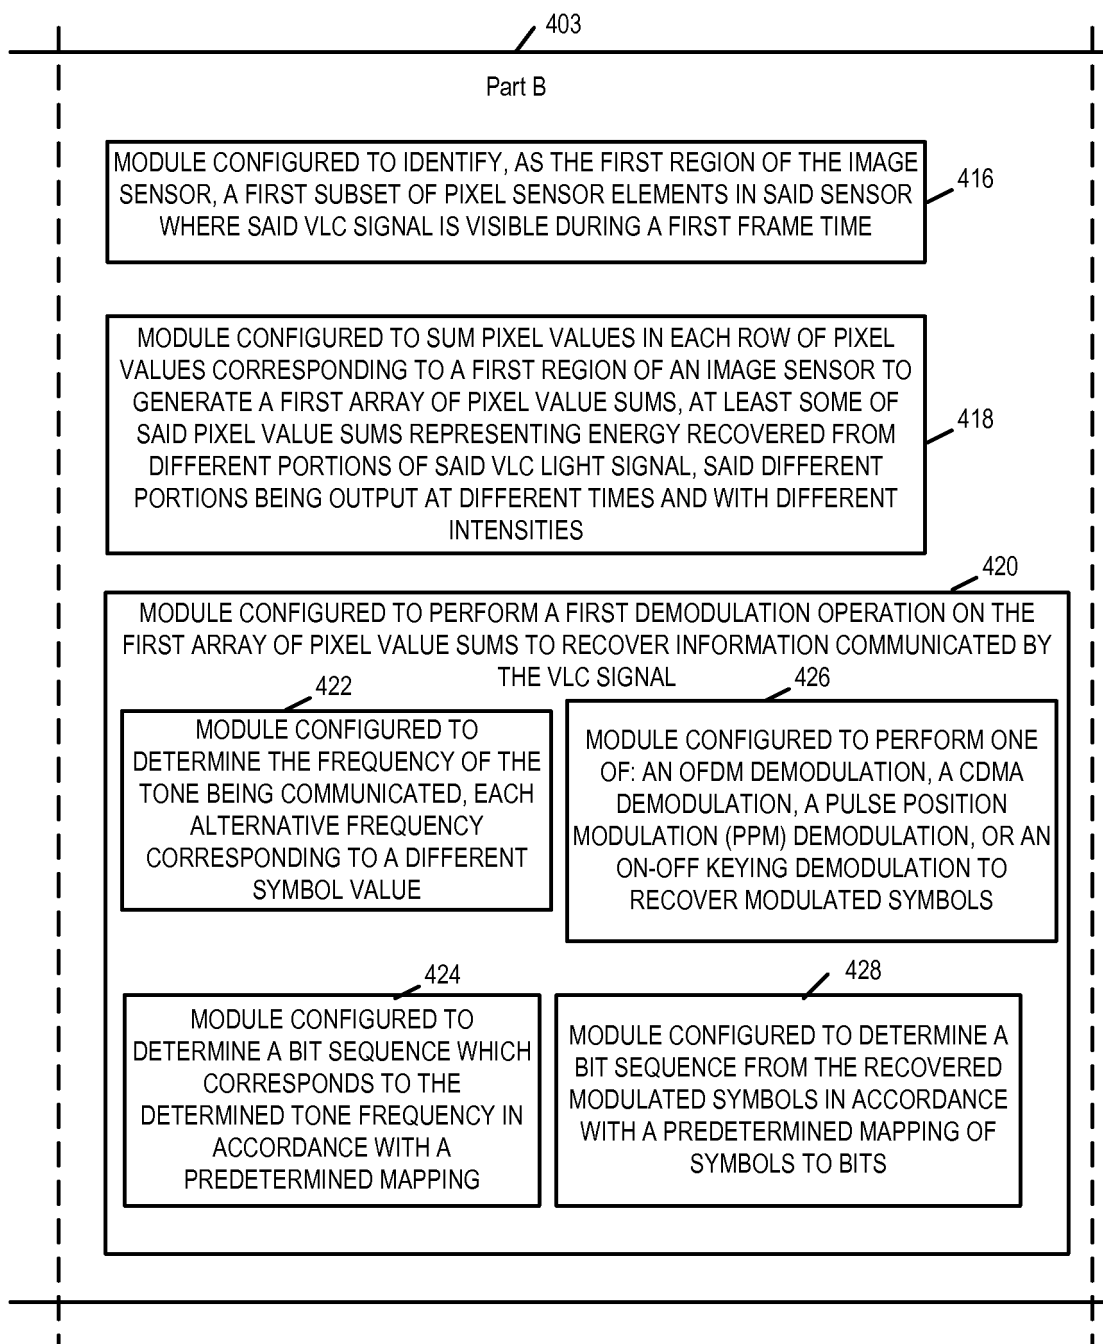 403
Part B
MODULE CONFIGURED TO IDENTIFY, AS THE FIRST REGION OF THE IMAGE
SENSOR, A FIRST SUBSET OF PIXEL SENSOR ELEMENTS IN SAID SENSOR
WHERE SAID VLC SIGNAL IS VISIBLE DURING A FIRST FRAME TIME
416
MODULE CONFIGURED TO SUM PIXEL VALUES IN EACH ROW OF PIXEL
VALUES CORRESPONDING TO A FIRST REGION OF AN IMAGE SENSOR TO
GENERATE A FIRST ARRAY OF PIXEL VALUE SUMS, AT LEAST SOME OF
SAID PIXEL VALUE SUMS REPRESENTING ENERGY RECOVERED FROM
DIFFERENT PORTIONS OF SAID VLC LIGHT SIGNAL, SAID DIFFERENT
PORTIONS BEING OUTPUT AT DIFFERENT TIMES AND WITH DIFFERENT
INTENSITIES
418
420
MODULE CONFIGURED TO PERFORM A FIRST DEMODULATION OPERATION ON THE
FIRST ARRAY OF PIXEL VALUE SUMS TO RECOVER INFORMATION COMMUNICATED BY
THE VLC SIGNAL
422
MODULE CONFIGURED TO
DETERMINE THE FREQUENCY OF THE
TONE BEING COMMUNICATED, EACH
ALTERNATIVE FREQUENCY
CORRESPONDING TO A DIFFERENT
SYMBOL VALUE
426
MODULE CONFIGURED TO PERFORM ONE
OF: AN OFDM DEMODULATION, A CDMA
DEMODULATION, A PULSE POSITION
MODULATION (PPM) DEMODULATION, OR AN
ON-OFF KEYING DEMODULATION TO
RECOVER MODULATED SYMBOLS
424
MODULE CONFIGURED TO
DETERMINE A BIT SEQUENCE WHICH
CORRESPONDS TO THE
DETERMINED TONE FREQUENCY IN
ACCORDANCE WITH A
PREDETERMINED MAPPING
428
MODULE CONFIGURED TO DETERMINE A
BIT SEQUENCE FROM THE RECOVERED
MODULATED SYMBOLS IN ACCORDANCE
WITH A PREDETERMINED MAPPING OF
SYMBOLS TO BITS